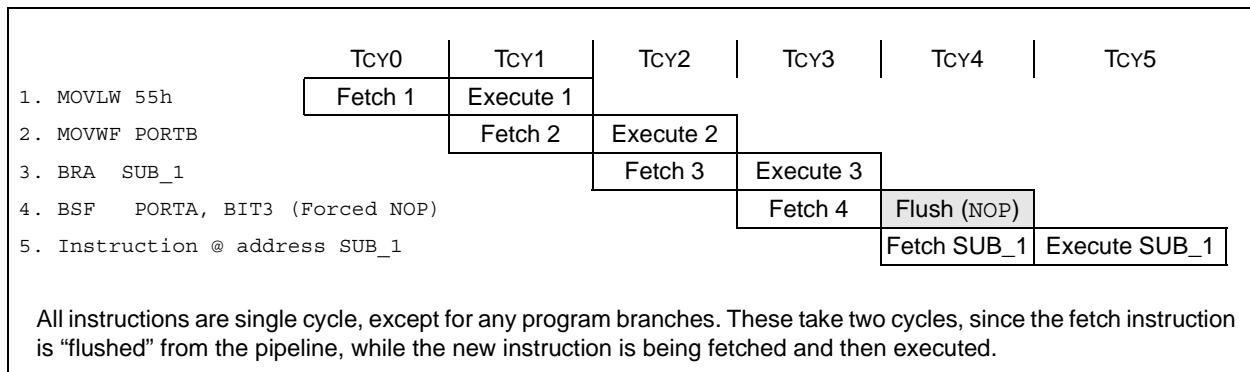 TCY0 TCY1 TCY2 TCY3 TCY4 TCY5
1. MOVLW 55h Fetch 1 Execute 1
2. MOVWF PORTB Fetch 2 Execute 2
3. BRA SUB_1 Fetch 3 Execute 3
4. BSF PORTA, BIT3 (Forced NOP) Fetch 4 Flush (NOP)
5. Instruction @ address SUB_1 Fetch SUB_1 Execute SUB_1
All instructions are single cycle, except for any program branches. These take two cycles, since the fetch instruction
is “flushed” from the pipeline, while the new instruction is being fetched and then executed.